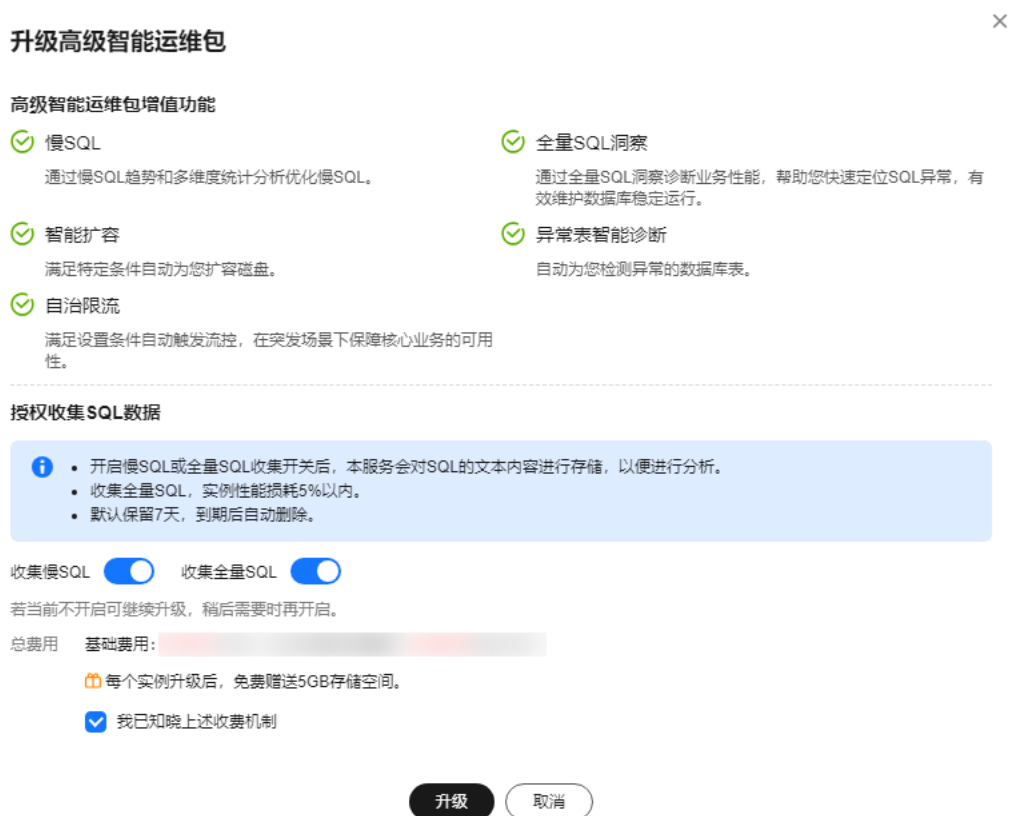 升级高级智能运维包
高级智能运维包增值功能
慢SQL
通过慢SQL趋势和多维度统计分析优化慢SQL。
全量SQL洞察
通过全量SQL洞察诊断业务性能，帮助您快速定位SQL异常，有
效维护数据库稳定运行。
智能扩容
满足特定条件自动为您扩容磁盘。
异常表智能诊断
自动为您检测异常的数据库表。
自治限流
满足设置条件自动触发流控，在突发场景下保障核心业务的可用
性。
授权收集SQL数据
• 开启慢SQL或全量SQL收集开关后，本服务会对SQL的文本内容进行存储，以便进行分析。
• 收集全量SQL，实例性能损耗5%以内。
• 默认保留7天，到期后自动删除。
收集慢SQL 收集全量SQL
若当前不开启可继续升级，稍后需要时再开启。
总费用 基础费用:
每个实例升级后，免费赠送5GB存储空间。
我已知晓上述收费机制
升级 取消